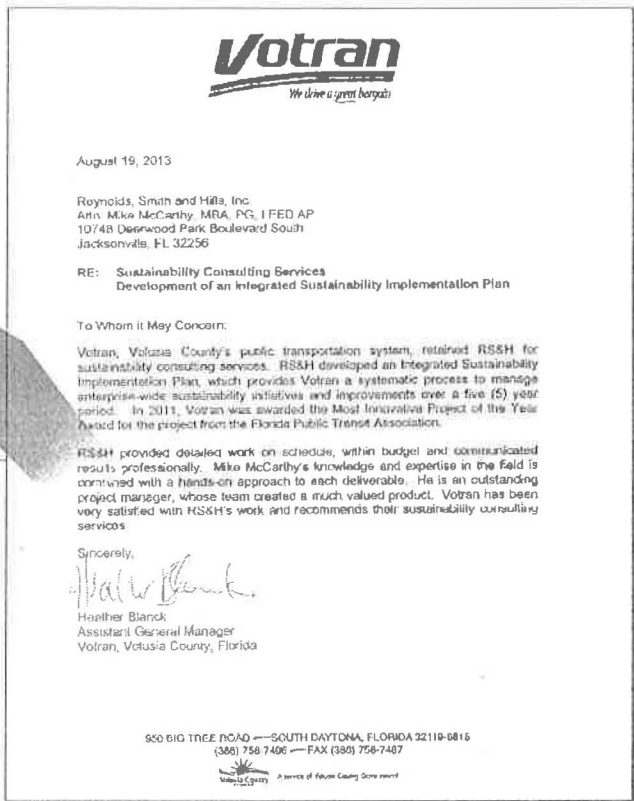 Votran
We drive a great bargain
August 19, 2013
Reynolds, Smith and Hills, Inc.
Attn. Mike McCarthy, MBA, PG, LEED AP
10748 Deerwood Park Boulevard South
Jacksonville, FL 32256
RE: Sustainability Consulting Services
Development of an Integrated Sustainability Implementation Plan
To Whom it May Concern:
Votran, Volusia County's public transportation system, retained RS&H for
sustainability consulting services. RS&H developed an Integrated Sustainability
Implementation Plan, which provides Votran a systematic process to manage
enterprise-wide sustainability initiatives and improvements over a five (5) year
period. In 2011, Votran was awarded the Most Innovative Project of the Year
Award for the project from the Florida Public Transit Association.
RS&H provided detailed work on schedule, within budget and communicated
results professionally. Mike McCarthy's knowledge and expertise in the field is
combined with a hands-on approach to each deliverable. He is an outstanding
project manager, whose team created a much valued product. Votran has been
very satisfied with RS&H's work and recommends their sustainability consulting
services
Sincerely,
Heather Blanck
Heather Blanck
Assistant General Manager
Votran, Volusia County, Florida
950 BIG TREE ROAD — SOUTH DAYTONA, FLORIDA 32119-8815
(386) 756-7496 — FAX (386) 756-7487
Volusia County
A service of Volusia County Government